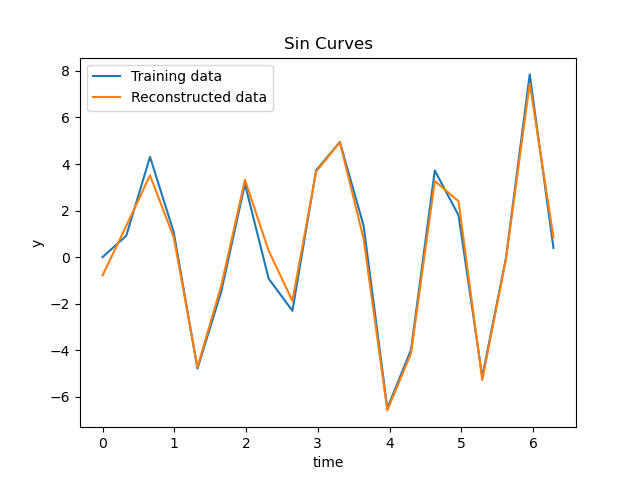 Sin Curves
Training data
Reconstructed data
8
6
4
2
0
−2
−4
−6
y
0 1 2 3 4 5 6
time